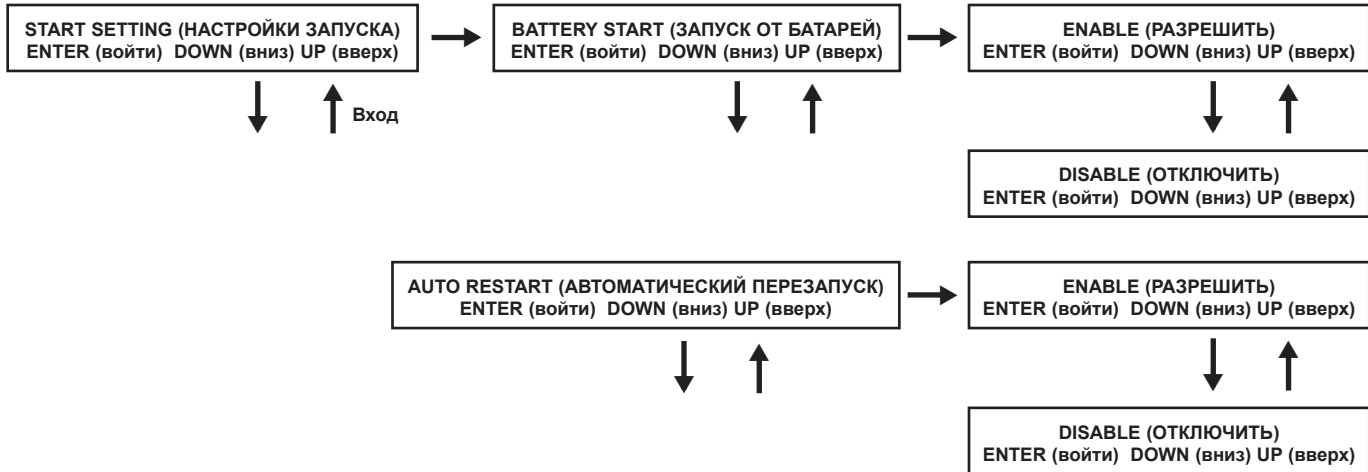 START SETTING (НАСТРОЙКИ ЗАПУСКА)
ENTER (войти)  DOWN (вниз) UP (вверх)
BATTERY START (ЗАПУСК ОТ БАТАРЕЙ)
ENTER (войти)  DOWN (вниз) UP (вверх)
ENABLE (РАЗРЕШИТЬ)
ENTER (войти)  DOWN (вниз) UP (вверх)
Вход
DISABLE (ОТКЛЮЧИТЬ)
ENTER (войти)  DOWN (вниз) UP (вверх)
AUTO RESTART (АВТОМАТИЧЕСКИЙ ПЕРЕЗАПУСК)
ENTER (войти)  DOWN (вниз) UP (вверх)
ENABLE (РАЗРЕШИТЬ)
ENTER (войти)  DOWN (вниз) UP (вверх)
DISABLE (ОТКЛЮЧИТЬ)
ENTER (войти)  DOWN (вниз) UP (вверх)